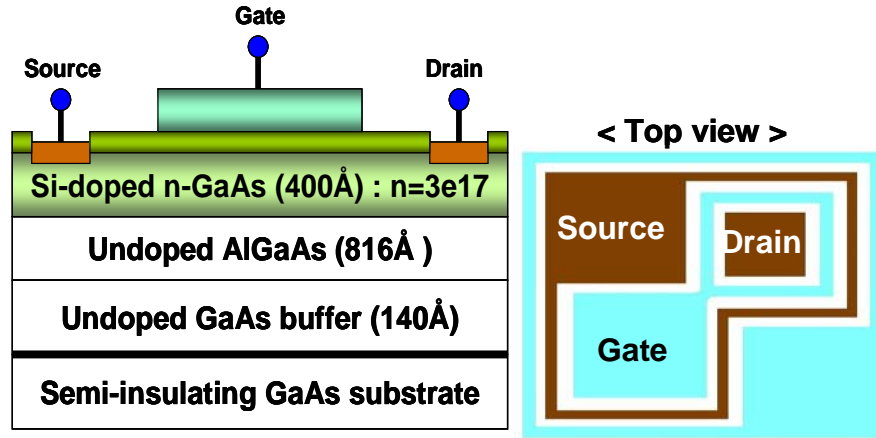 Gate
Source
Drain
Si-doped n-GaAs (400Å) : n=3e17
Undoped AlGaAs (816Å )
Undoped GaAs buffer (140Å)
Semi-insulating GaAs substrate
< Top view >
Source
Drain
Gate